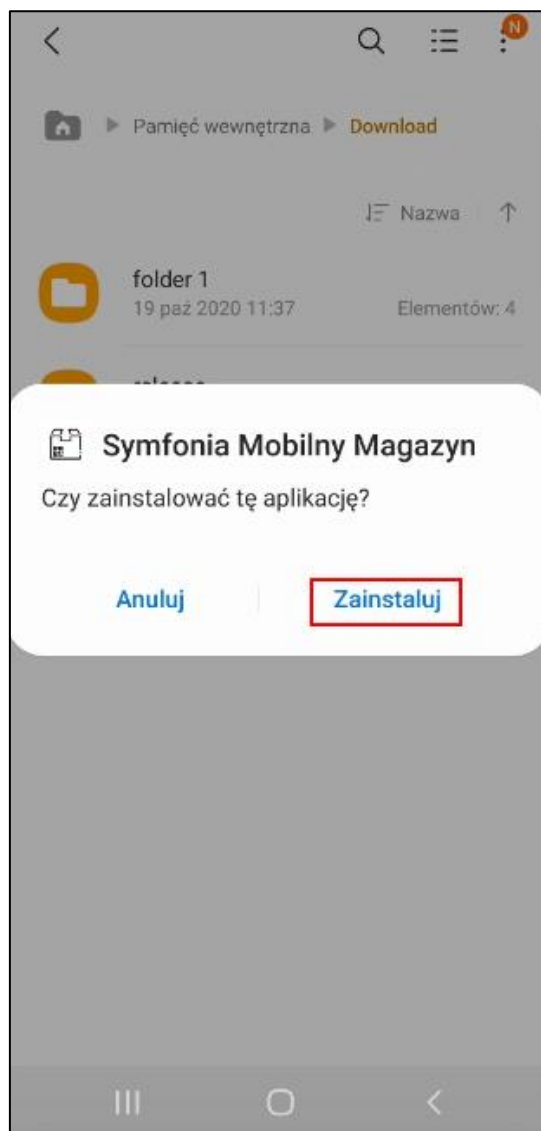 N
Pamięć wewnętrzna Download
Nazwa
folder 1
19 paź 2020 11:37 Elementów: 4
Symfonia Mobilny Magazyn
Czy zainstalować tę aplikację?
Anuluj Zainstaluj